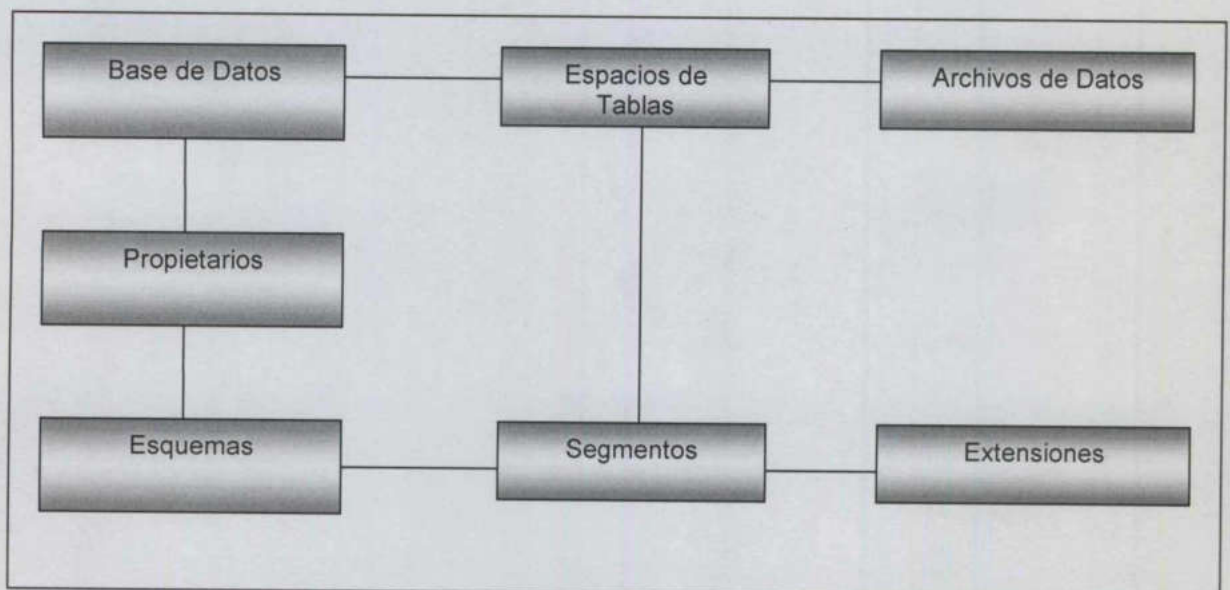 Base de Datos
Espacios de
Tablas
Archivos de Datos
Propietarios
Esquemas
Segmentos
Extensiones